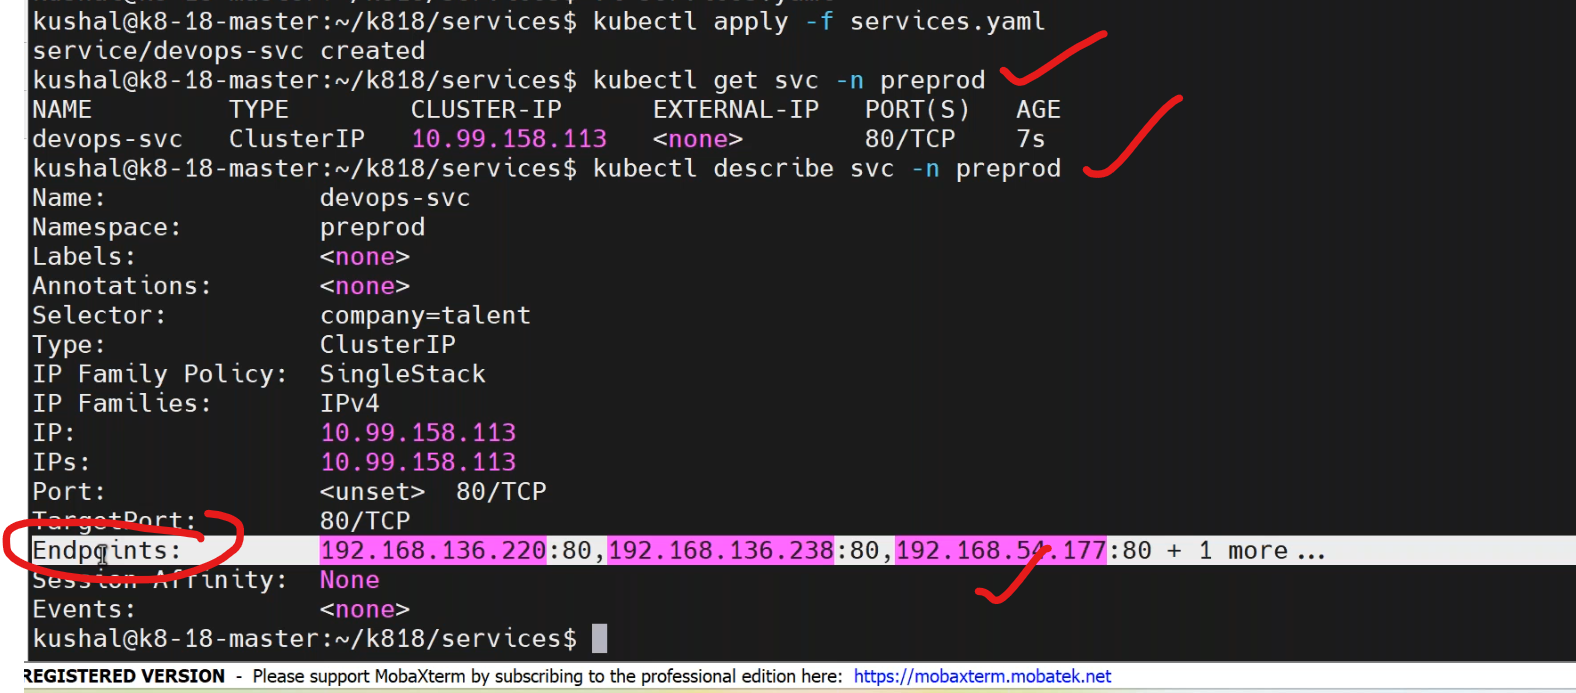 kushal@k8-18-master:~/k818/services$ kubectl apply -f services.yaml
service/devops-svc created
kushal@k8-18-master:~/k818/services$ kubectl get svc -n preprod
NAME TYPE CLUSTER-IP EXTERNAL-IP PORT(S) AGE
devops-svc ClusterIP 10.99.158.113 <none> 80/TCP 7s
kushal@k8-18-master:~/k818/services$ kubectl describe svc -n preprod
Name: devops-svc
Namespace: preprod
Labels: <none>
Annotations: <none>
Selector: company=talent
Type: ClusterIP
IP Family Policy: SingleStack
IP Families: IPv4
IP: 10.99.158.113
IPs: 10.99.158.113
Port: <unset> 80/TCP
TargetPort: 80/TCP
Endpoints: 192.168.136.220:80,192.168.136.238:80,192.168.54.177:80 + 1 more...
Session Affinity: None
Events: <none>
kushal@k8-18-master:~/k818/services$
REGISTERED VERSION - Please support MobaXterm by subscribing to the professional edition here: https://mobaxterm.mobatek.net